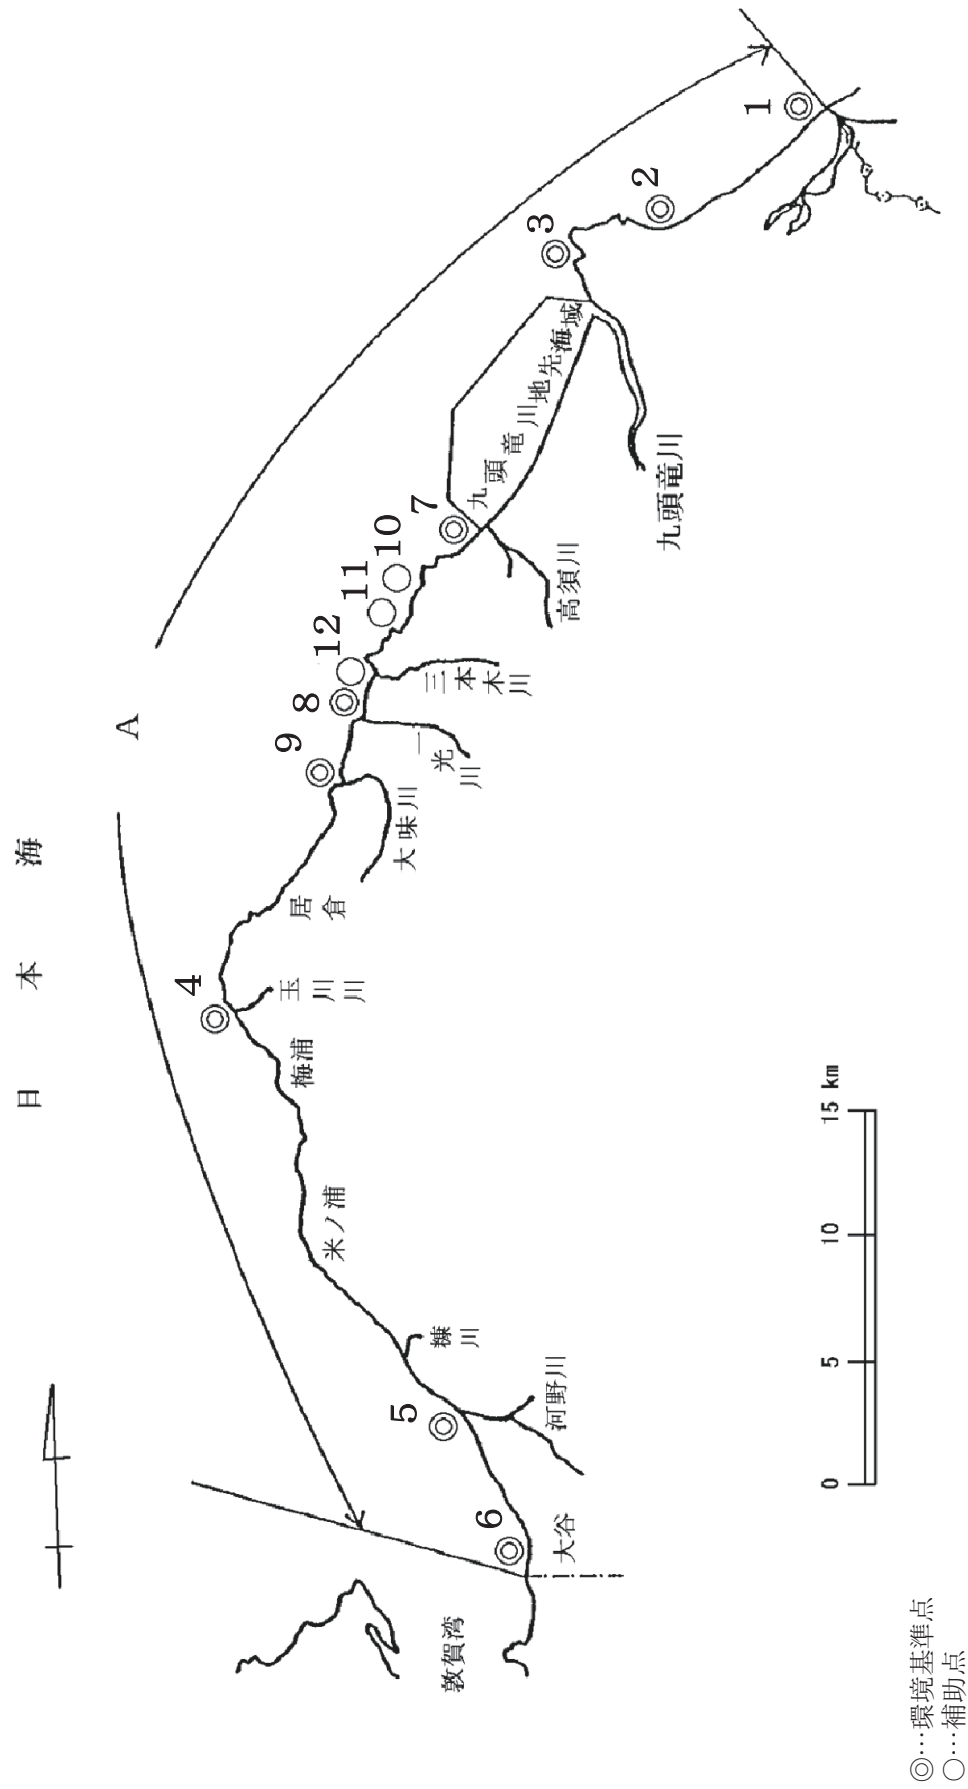 日本海
A
1
2
3
九頭竜川地先海域
九頭竜川
7
高須川
10
11
12
三本木川
8
一光川
9
大味川
居倉
4
玉川川
梅浦
米ノ浦
糠川
5
河野川
6
大谷
敦賀湾
0 5 10 15 km
◎…環境基準点
○…補助点